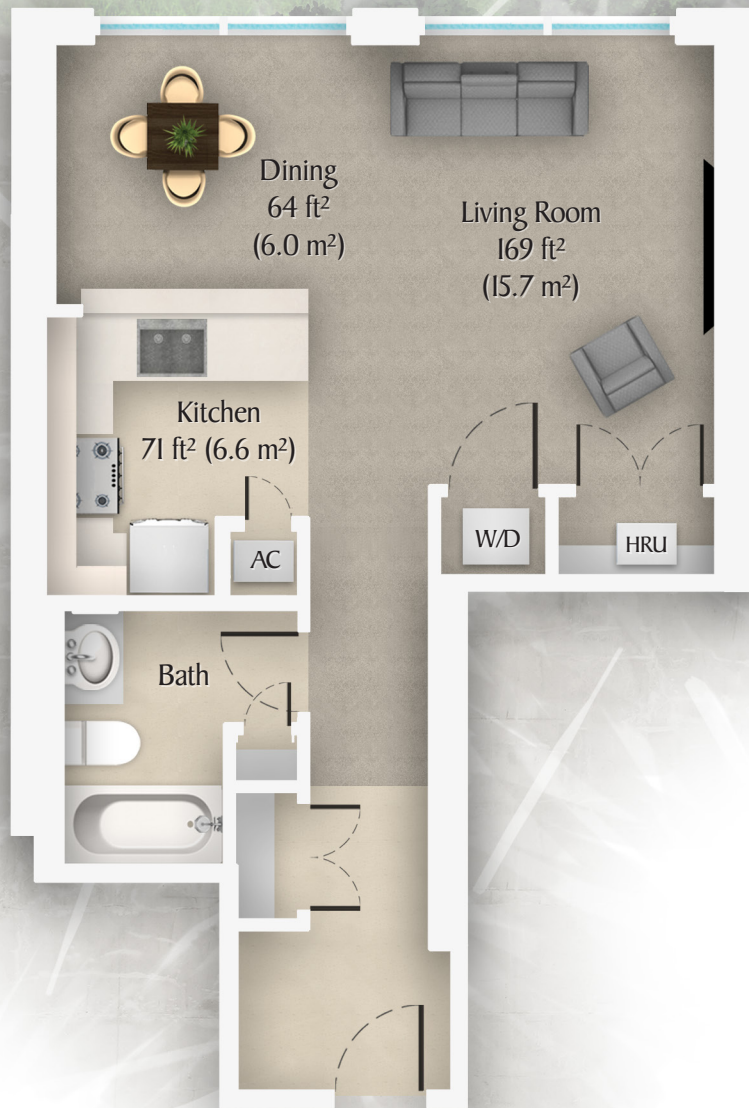 Dining
64 ft²
(6.0 m²)
Living Room
169 ft²
(15.7 m²)
Kitchen
71 ft² (6.6 m²)
W/D
HRU
AC
Bath